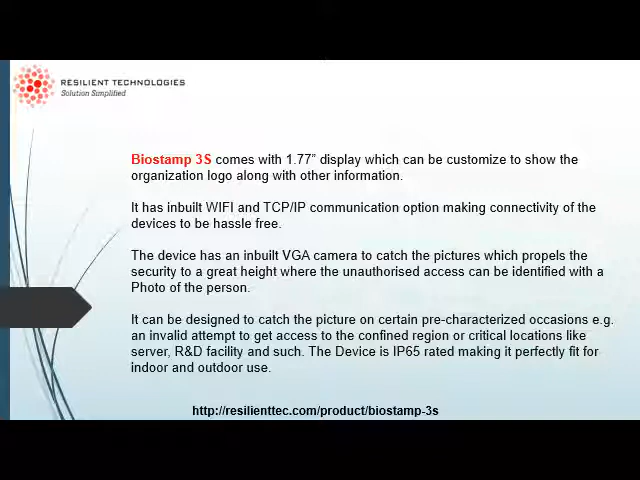 RESILIENT TECHNOLOGIES
Solution Simplified
Biostamp 3S comes with 1.77” display which can be customize to show the
organization logo along with other information.
It has inbuilt WIFI and TCP/IP communication option making connectivity of the
devices to be hassle free.
The device has an inbuilt VGA camera to catch the pictures which propels the
security to a great height where the unauthorised access can be identified with a
Photo of the person.
It can be designed to catch the picture on certain pre-characterized occasions e.g.
an invalid attempt to get access to the confined region or critical locations like
server, R&D facility and such. The Device is IP65 rated making it perfectly fit for
indoor and outdoor use.
http://resilienttec.com/product/biostamp-3s